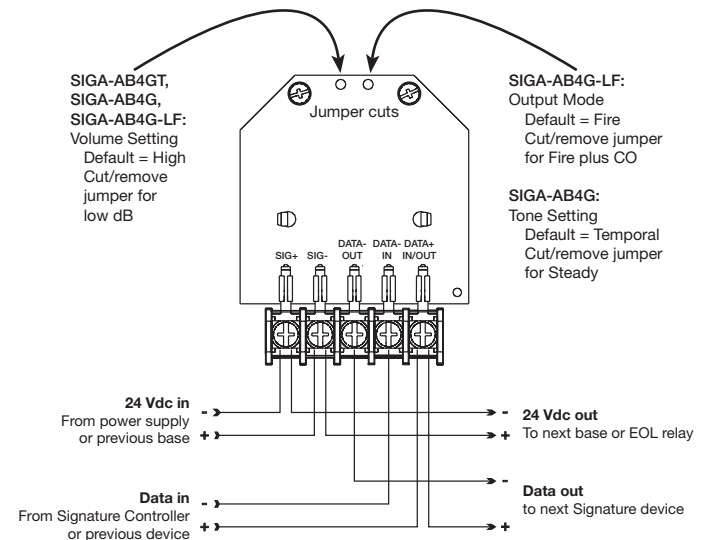 SIGA-AB4GT,
SIGA-AB4G,
SIGA-AB4G-LF:
Volume Setting
Default = High
Cut/remove
jumper for
low dB
Jumper cuts
SIGA-AB4G-LF:
Output Mode
Default = Fire
Cut/remove jumper
for Fire plus CO
SIGA-AB4G:
Tone Setting
Default = Temporal
Cut/remove jumper
for Steady
SIG+ SIG- DATA- OUT DATA- IN DATA+ IN/OUT
24 Vdc in
From power supply
or previous base
-
+
-
+
24 Vdc out
To next base or EOL relay
Data in
From Signature Controller
or previous device
-
+
-
+
Data out
to next Signature device